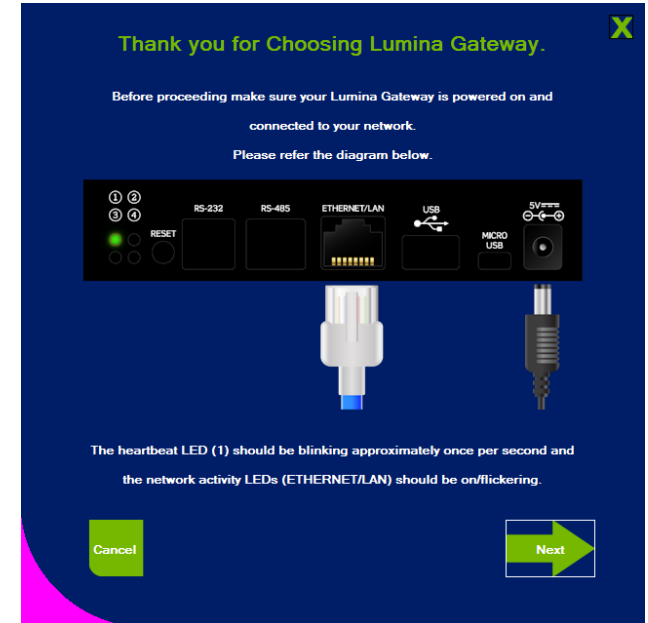 X
Thank you for Choosing Lumina Gateway.
Before proceeding make sure your Lumina Gateway is powered on and
connected to your network.
Please refer the diagram below.
① ②
③ ④
RESET
RS-232
RS-485
ETHERNET/LAN
USB
MICRO
USB
5V
The heartbeat LED (1) should be blinking approximately once per second and
the network activity LEDs (ETHERNET/LAN) should be on/flickering.
Cancel
Next